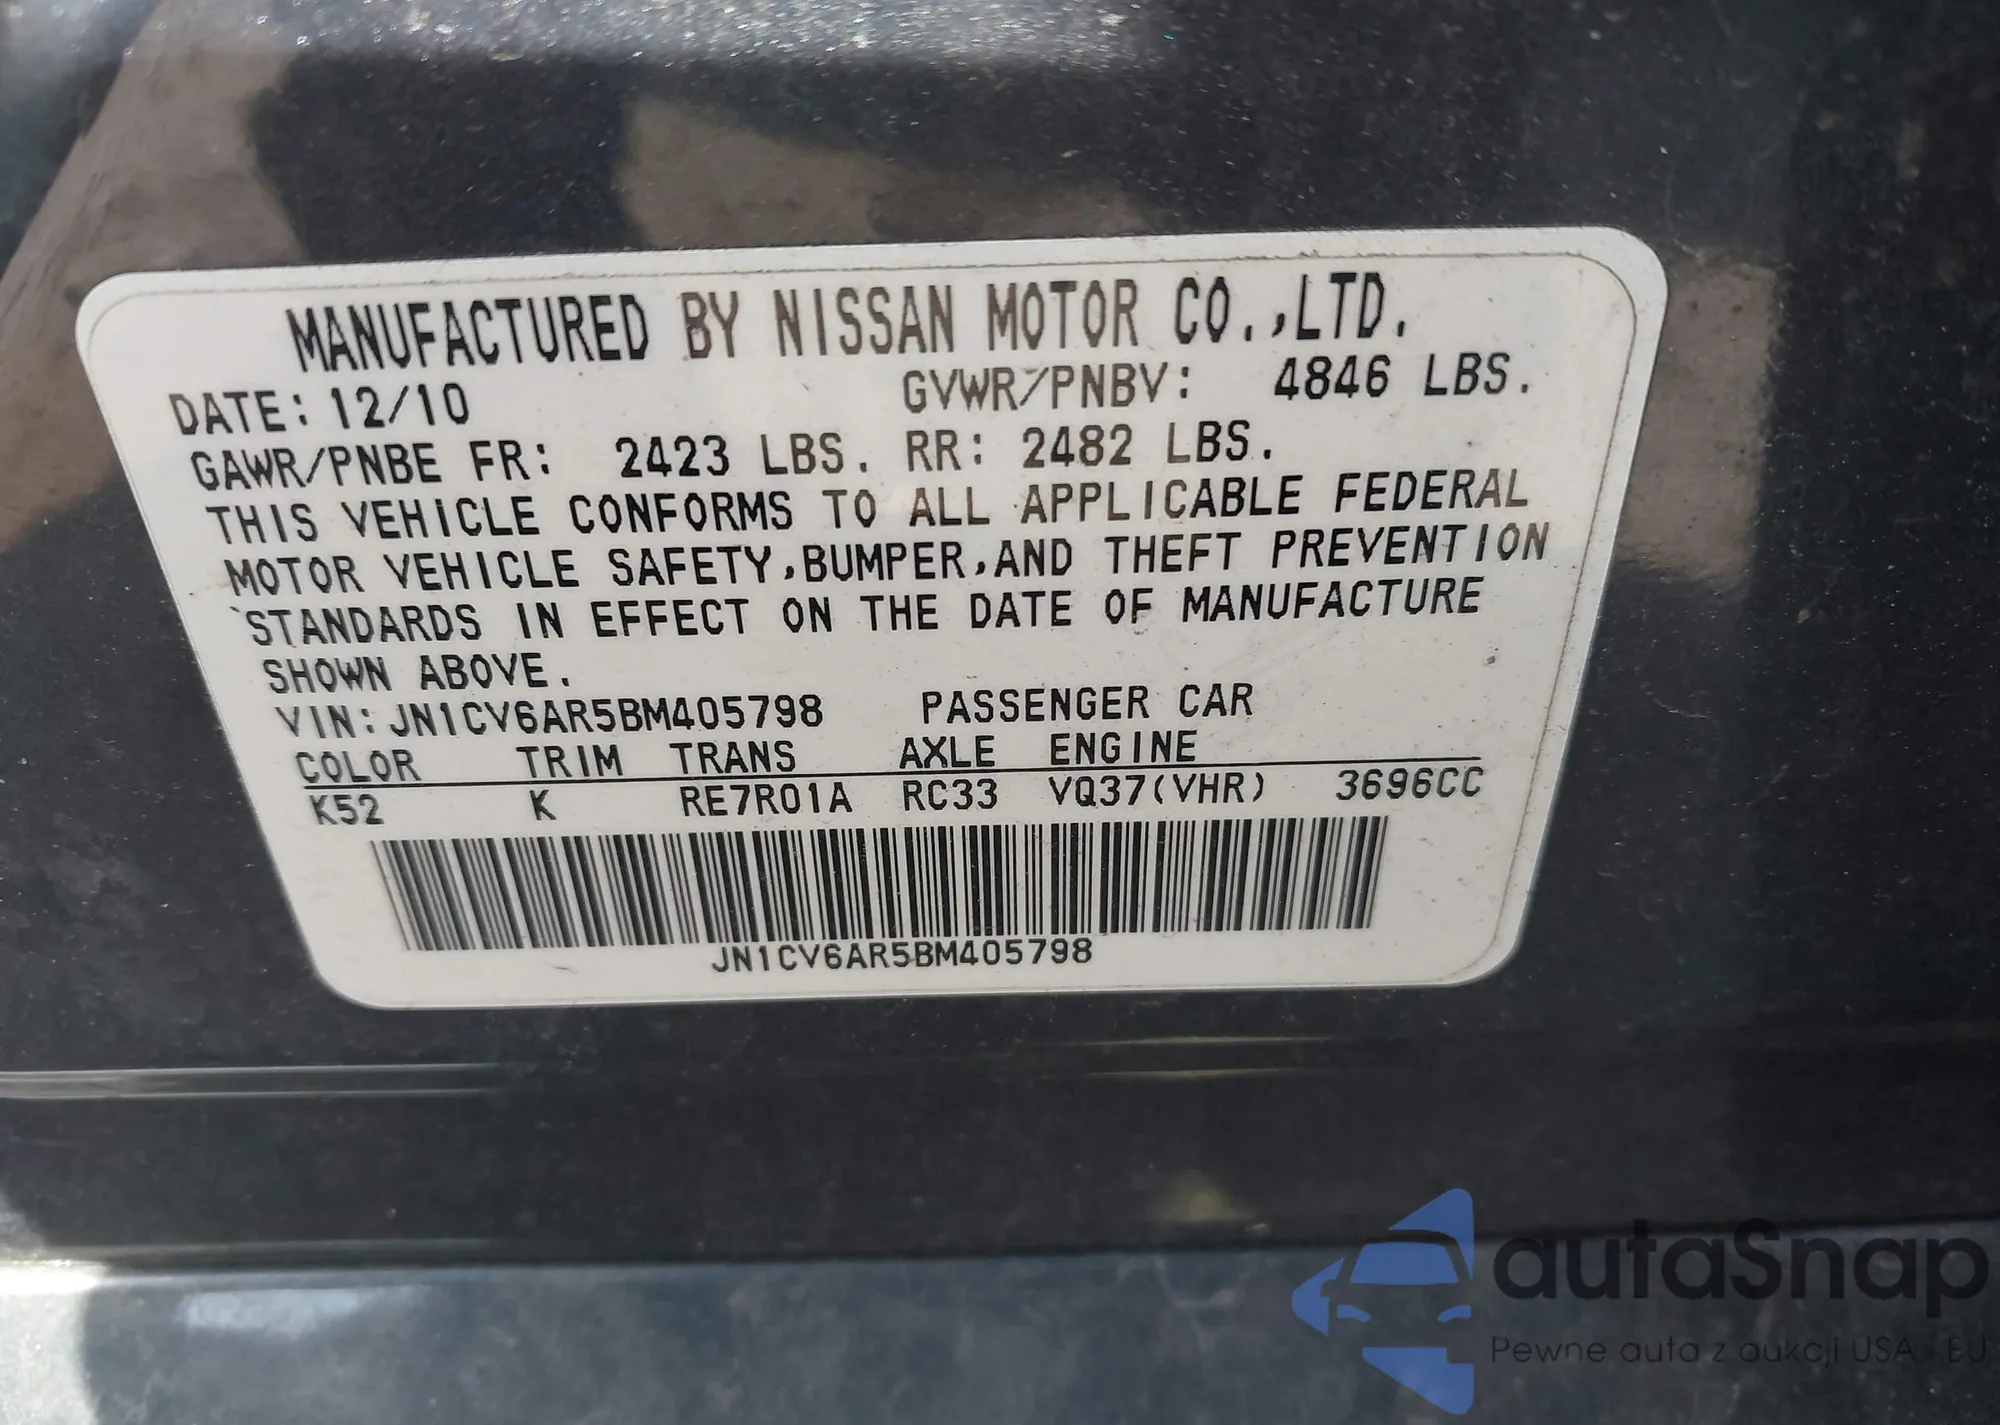 MANUFACTURED BY NISSAN MOTOR CO.,LTD.
DATE:12/10 GVWR/PNBV: 4846 LBS.
GAWR/PNBE FR: 2423 LBS. RR: 2482 LBS.
THIS VEHICLE CONFORMS TO ALL APPLICABLE FEDERAL
MOTOR VEHICLE SAFETY,BUMPER,AND THEFT PREVENTION
STANDARDS IN EFFECT ON THE DATE OF MANUFACTURE
SHOWN ABOVE.
VIN:JN1CV6AR5BM405798 PASSENGER CAR
COLOR TRIM TRANS AXLE ENGINE
K52 K RE7R01A RC33 VQ37(VHR) 3696CC
JN1CV6AR5BM405798
autaSnap
Pewne auta z aukcji USA i EU